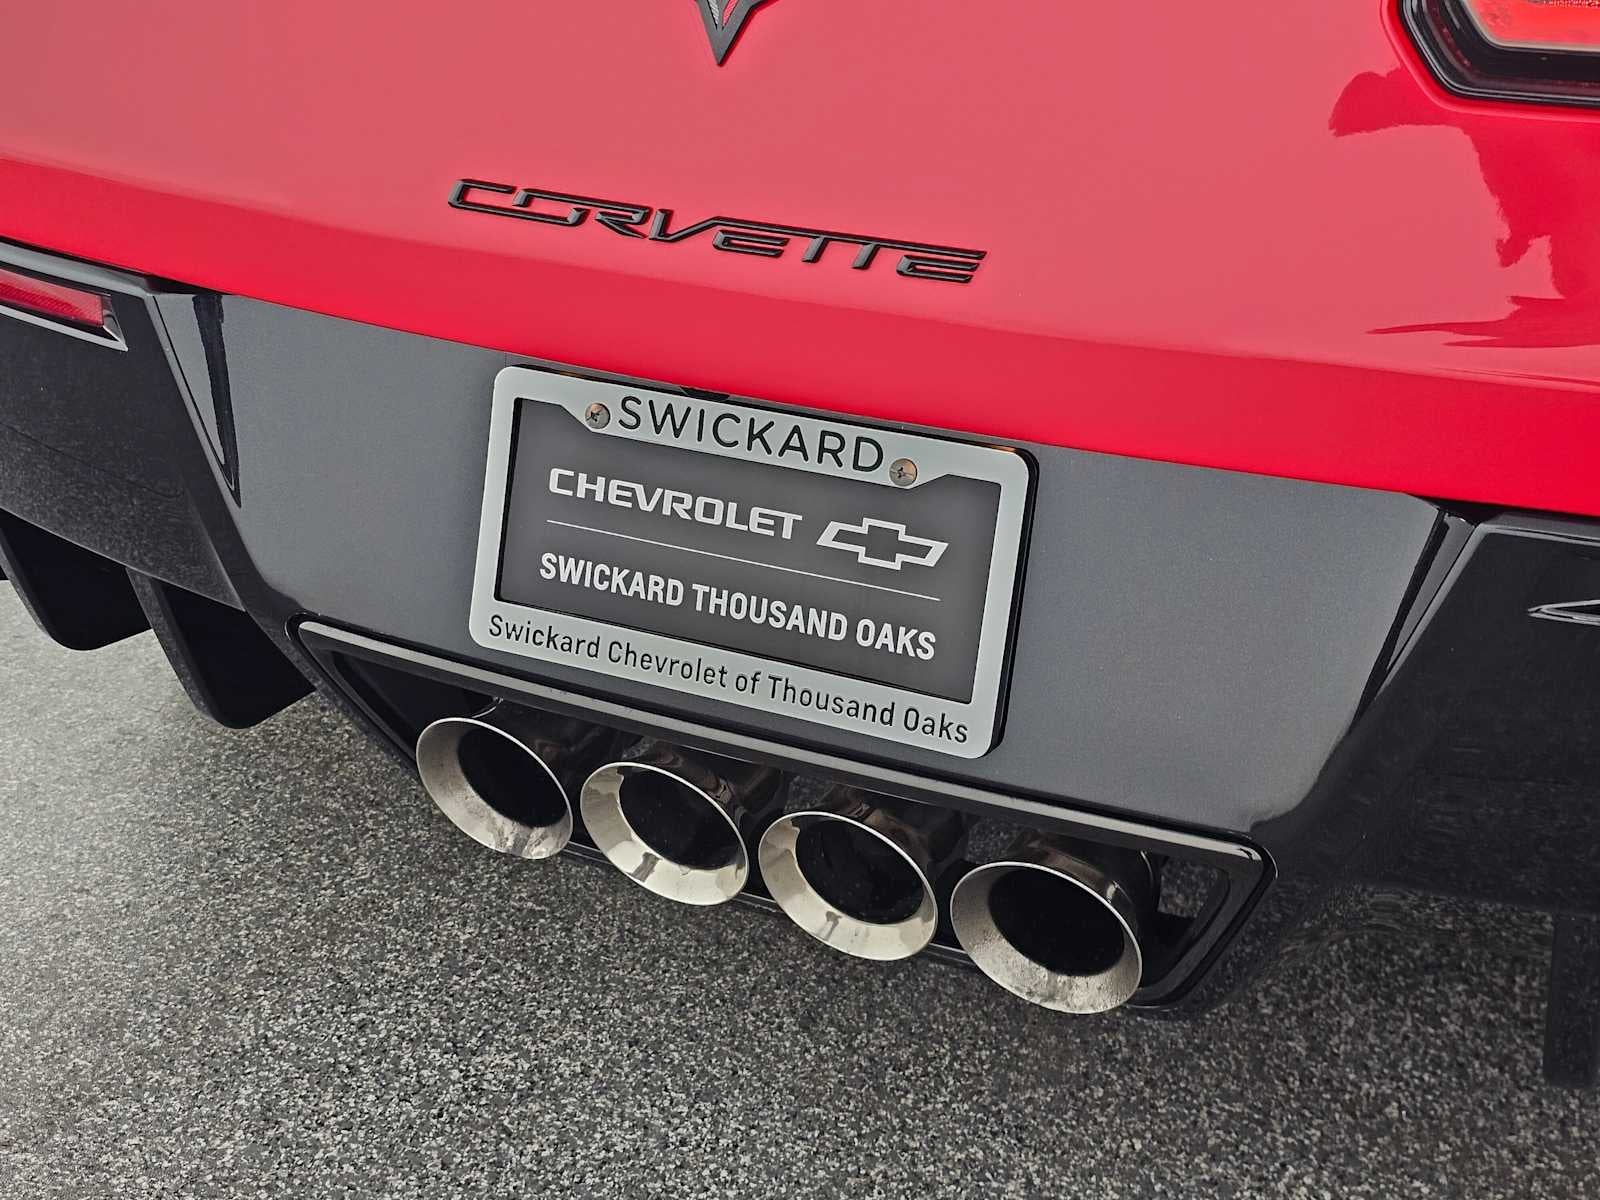 CORVETTE
SWICKARD
CHEVROLET
SWICKARD THOUSAND OAKS
Swickard Chevrolet of Thousand Oaks